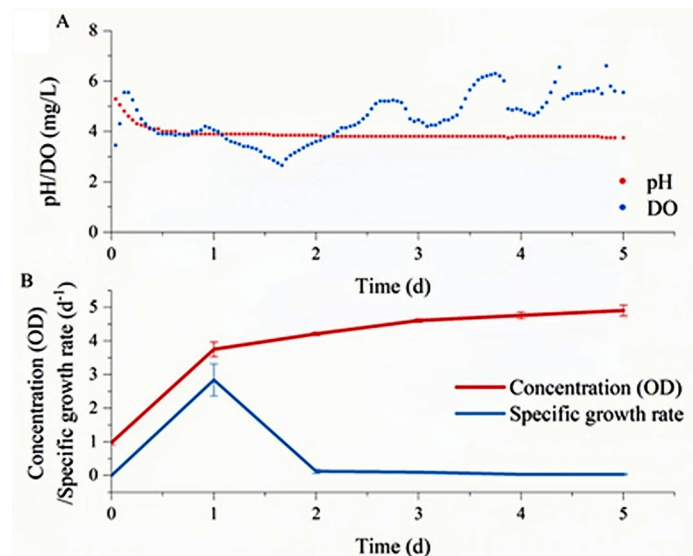 A
pH/DO (mg/L)
8
6
4
2
0
pH
DO
0 1 2 3 4 5
Time (d)
B
Concentration (OD)
/Specific growth rate (d⁻¹)
5
4
3
2
1
0
Concentration (OD)
Specific growth rate
0 1 2 3 4 5
Time (d)